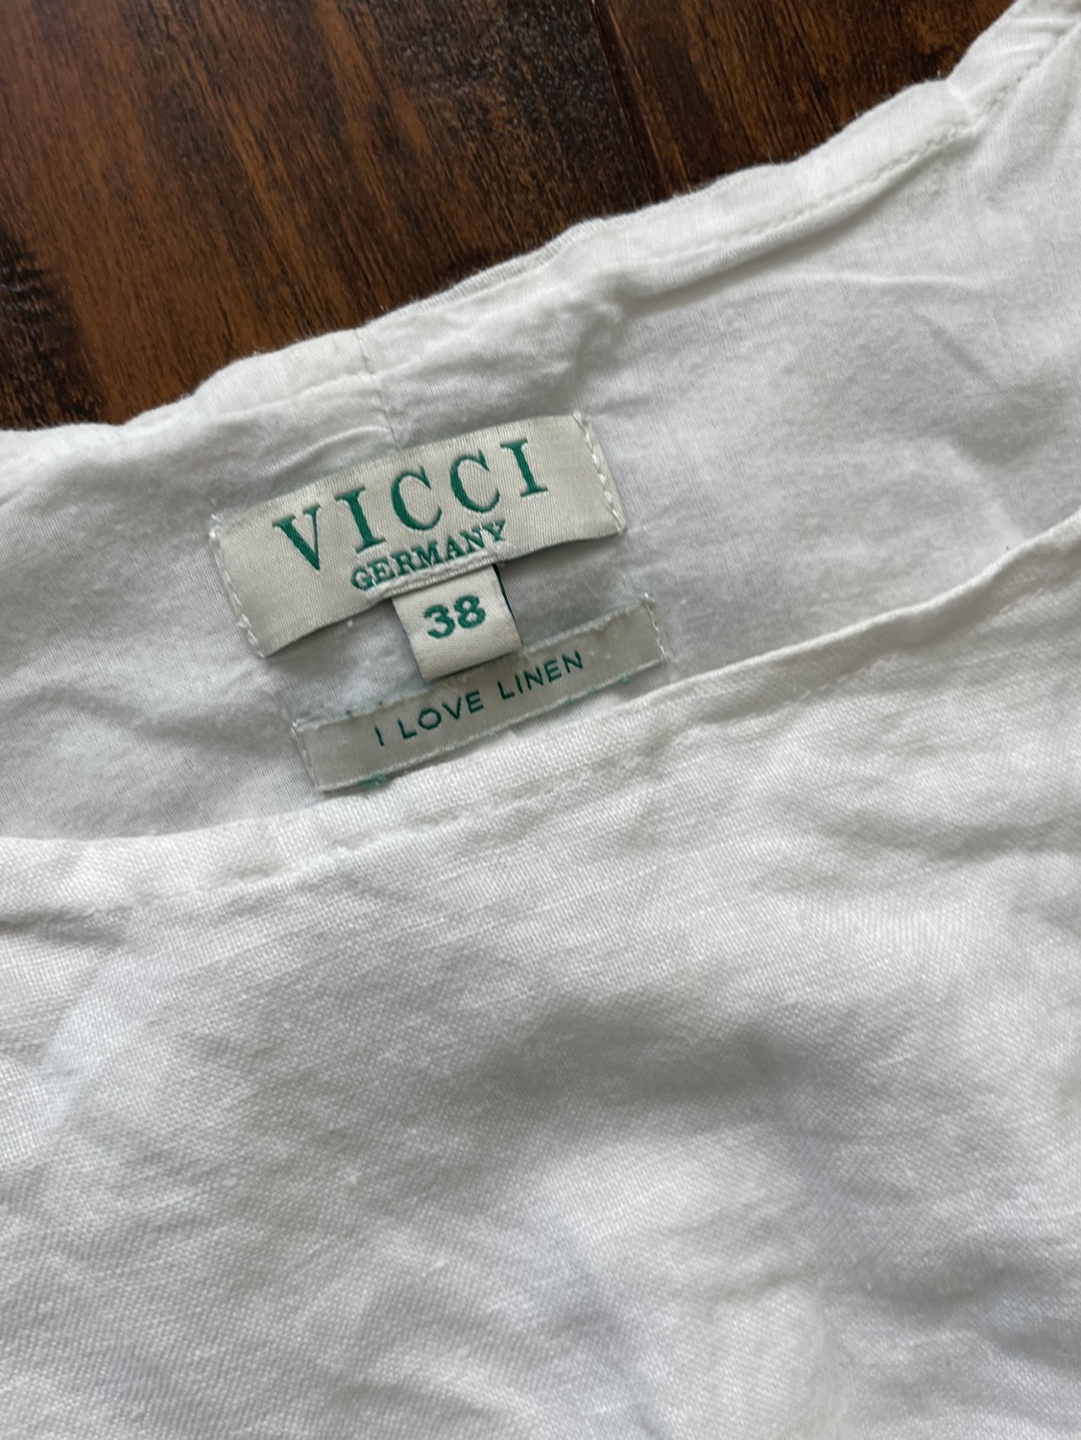 VICCI
GERMANY
38
I LOVE LINEN